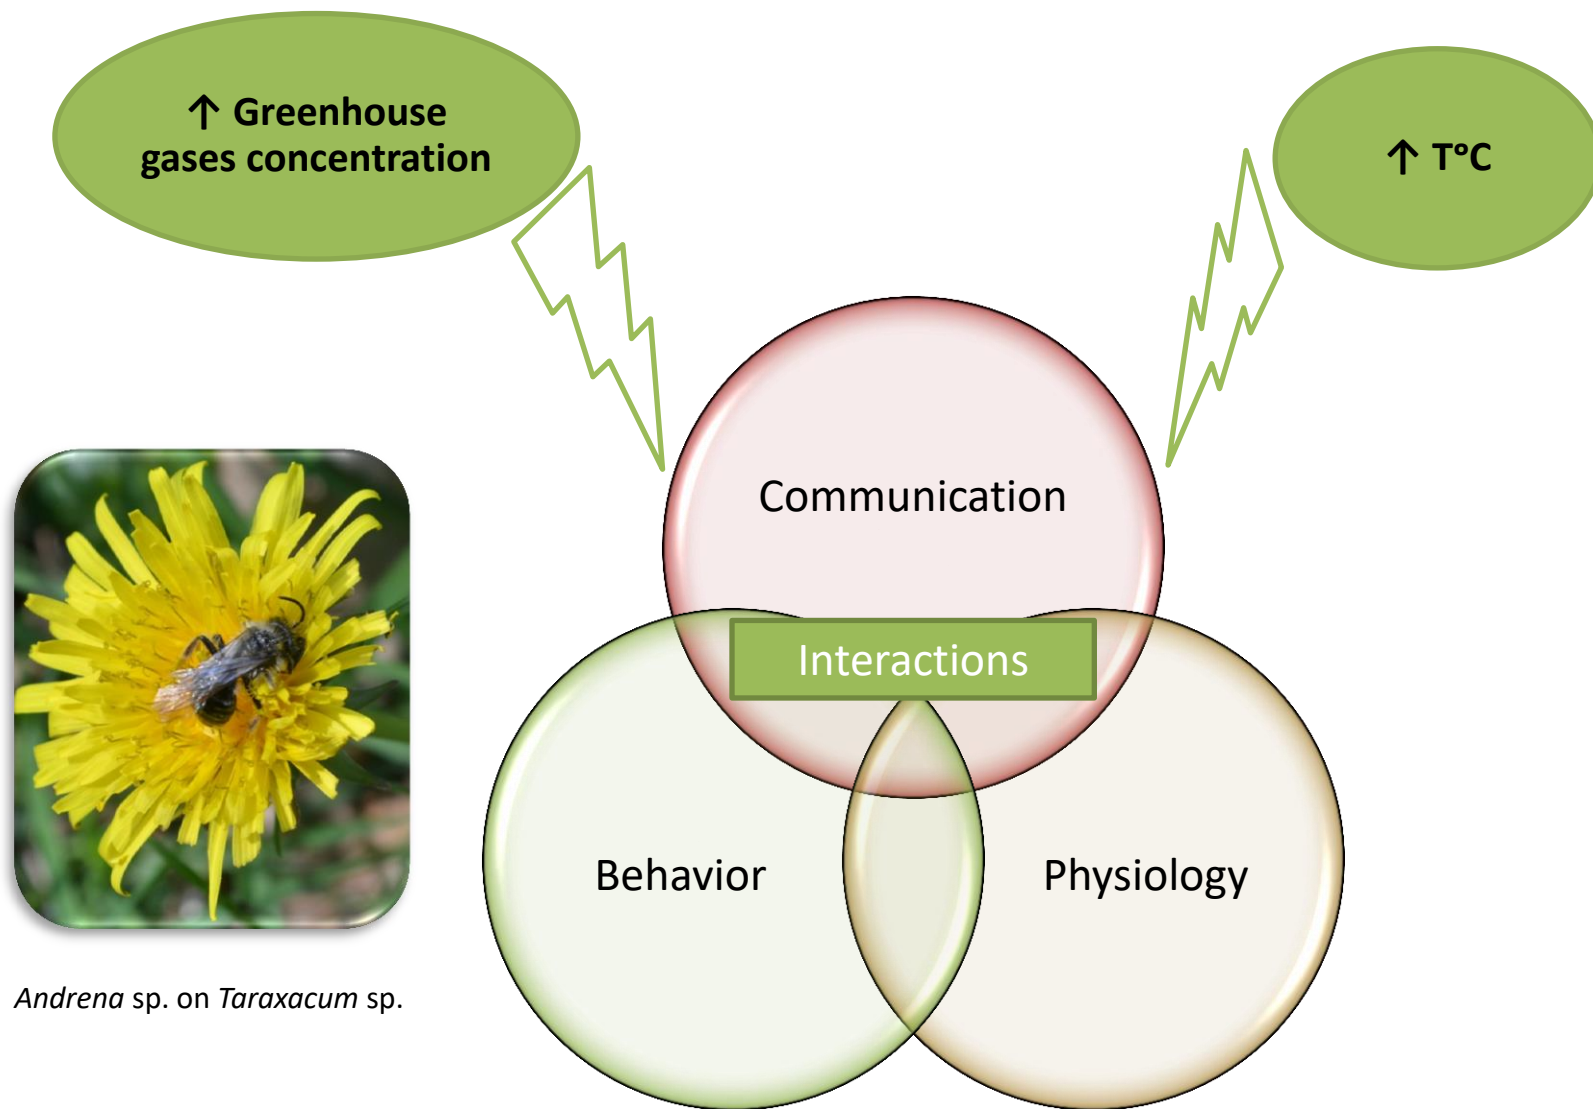 ↑ Greenhouse
gases concentration
↑ T°C
Communication
Interactions
Behavior
Physiology
Andrena sp. on Taraxacum sp.